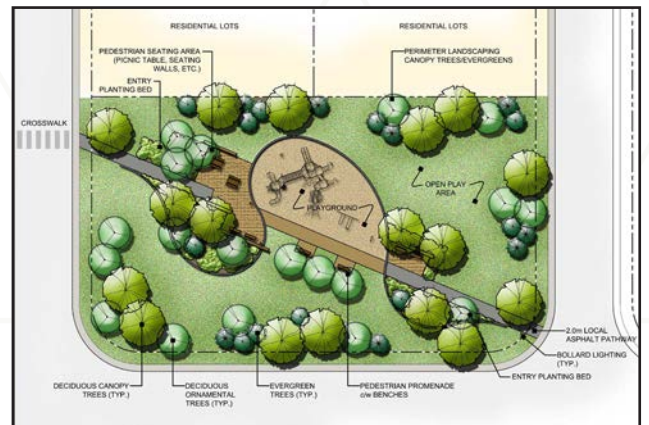 RESIDENTIAL LOTS
RESIDENTIAL LOTS
PEDESTRIAN SEATING AREA
(PICNIC TABLE, SEATING
WALLS, ETC.)
ENTRY
PLANTING BED
PERIMETER LANDSCAPING
CANOPY TREES/EVERGREENS
CROSSWALK
OPEN PLAY
AREA
PLAYGROUND
2.0m LOCAL
ASPHALT PATHWAY
BOLLARD LIGHTING
(TYP.)
ENTRY PLANTING BED
DECIDUOUS CANOPY
TREES (TYP.)
DECIDUOUS
ORNAMENTAL
TREES (TYP.)
EVERGREEN
TREES (TYP.)
PEDESTRIAN PROMENADE
c/w BENCHES